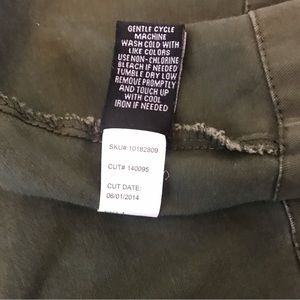 GENTLE CYCLE
MACHINE
WASH COLD WITH
LIKE COLORS
USE NON-CHLORINE
BLEACH IF NEEDED
TUMBLE DRY LOW
REMOVE PROMPTLY
AND TOUCH UP
WITH COOL
IRON IF NEEDED
SKU# 10182809
CUT# 140095
CUT DATE:
06/01/2014